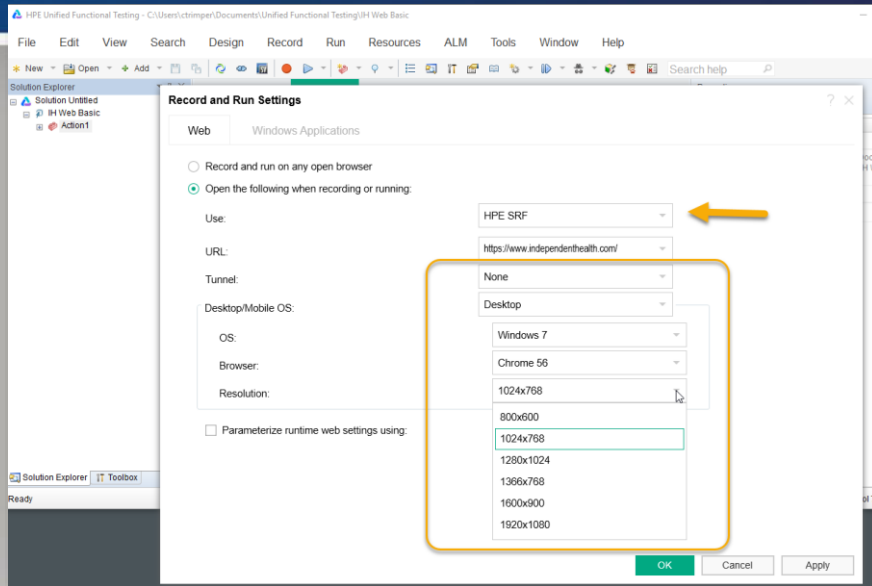 HPE Unified Functional Testing - C:\Users\ctrimper\Documents\Unified Functional Testing\IH Web Basic
File Edit View Search Design Record Run Resources ALM Tools Window Help
New Open Add Search help
Solution Explorer
Solution Untitled
IH Web Basic
Action1
Record and Run Settings
? ×
Web Windows Applications
Record and run on any open browser
Open the following when recording or running:
Use: HPE SRF
URL: https://www.independenthealth.com/
Tunnel: None
Desktop/Mobile OS: Desktop
OS: Windows 7
Browser: Chrome 56
Resolution: 1024x768
800x600
Parameterize runtime web settings using:
1024x768
1280x1024
1366x768
1600x900
1920x1080
Solution Explorer Toolbox
Ready
OK Cancel Apply